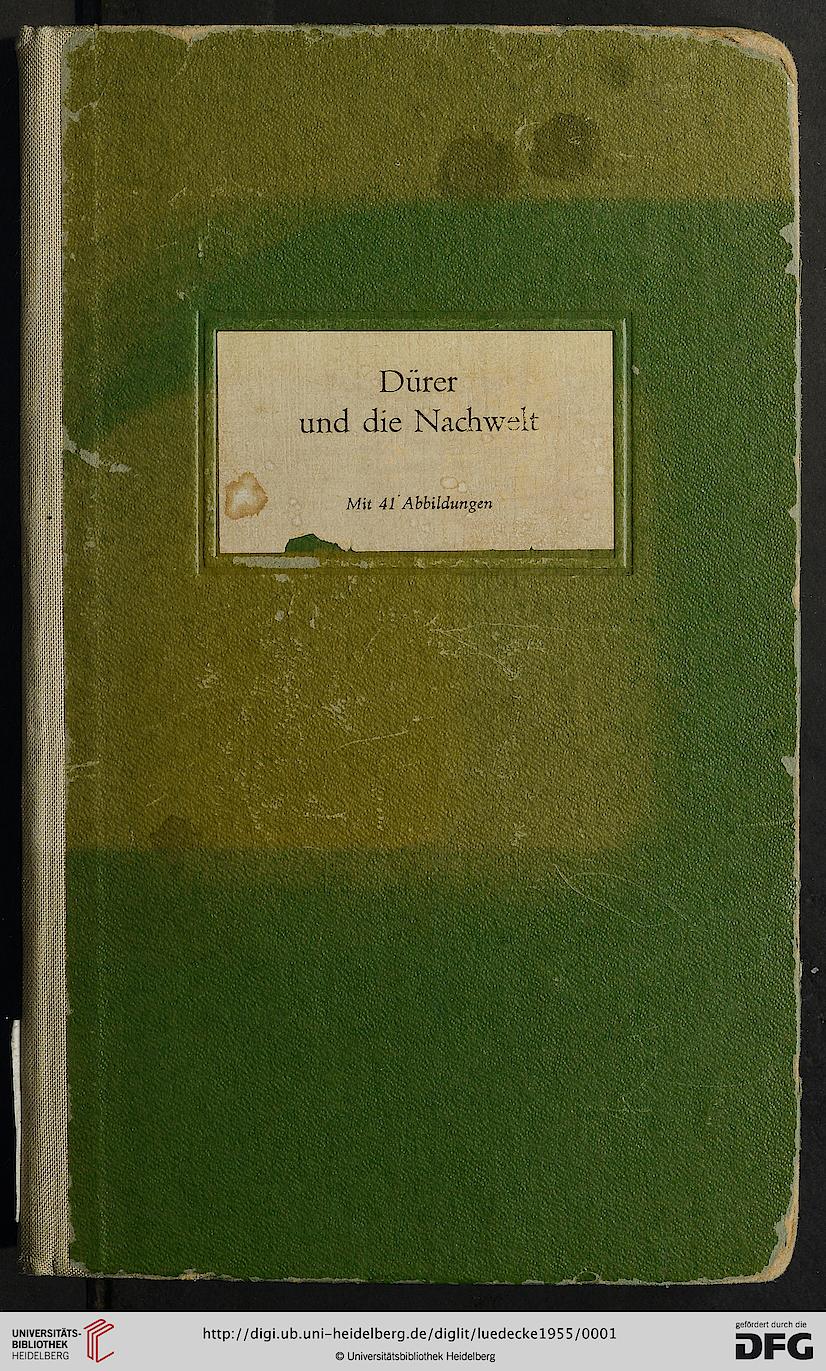 Dürer
und die Nachwelt
Mit 41 Abbildungen
UNIVERSITÄTS-
BIBLIOTHEK
HEIDELBERG
http://digi.ub.uni-heidelberg.de/diglit/luedecke1955/0001
© Universitätsbibliothek Heidelberg
gefördert durch die
DFG